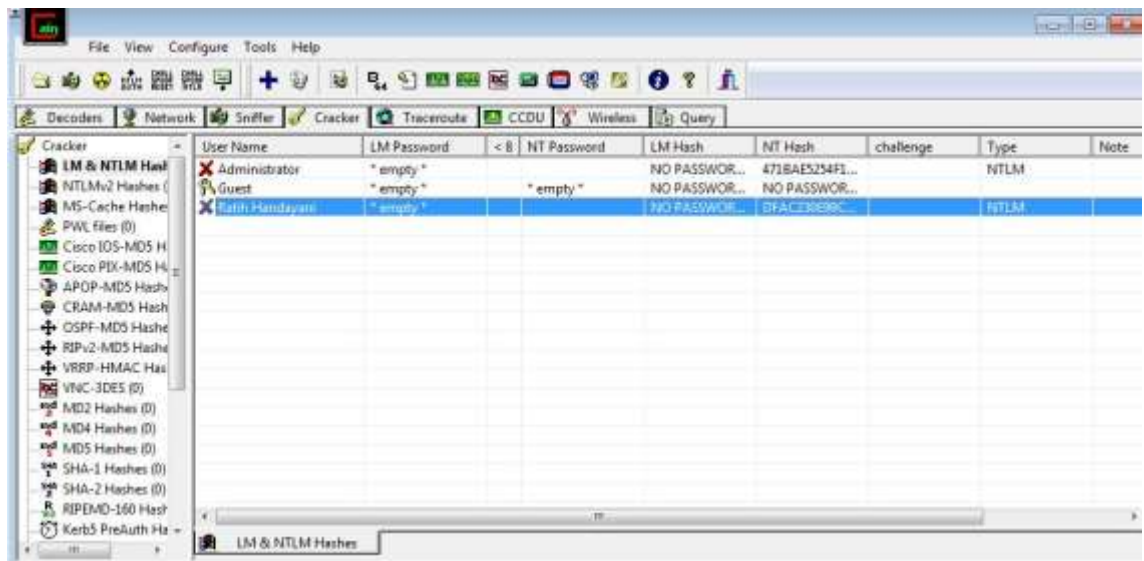 File View Configure Tools Help
Decoders Network Sniffer Cracker Traceroute CCDU Wireless Query
Cracker
LM & NTLM Hash
NTLMv2 Hashes (
MS-Cache Hashe
PWL files (0)
Cisco IOS-MD5 H
Cisco PIX-MD5 H
APOP-MD5 Hash
CRAM-MD5 Hash
OSPF-MD5 Hashe
RIPv2-MD5 Hashe
VRRP-HMAC Has
VNC-3DES (0)
MD2 Hashes (0)
MD4 Hashes (0)
MD5 Hashes (0)
SHA-1 Hashes (0)
SHA-2 Hashes (0)
RIPEMD-160 Hash
Kerb5 PreAuth Ha
User Name LM Password < 8 NT Password LM Hash NT Hash challenge Type Note
Administrator * empty * NO PASSWOR... NTLM
Guest * empty * * empty * NO PASSWOR... NO PASSWOR...
Ratih Handayani * empty * NO PASSWOR... NTLM
LM & NTLM Hashes